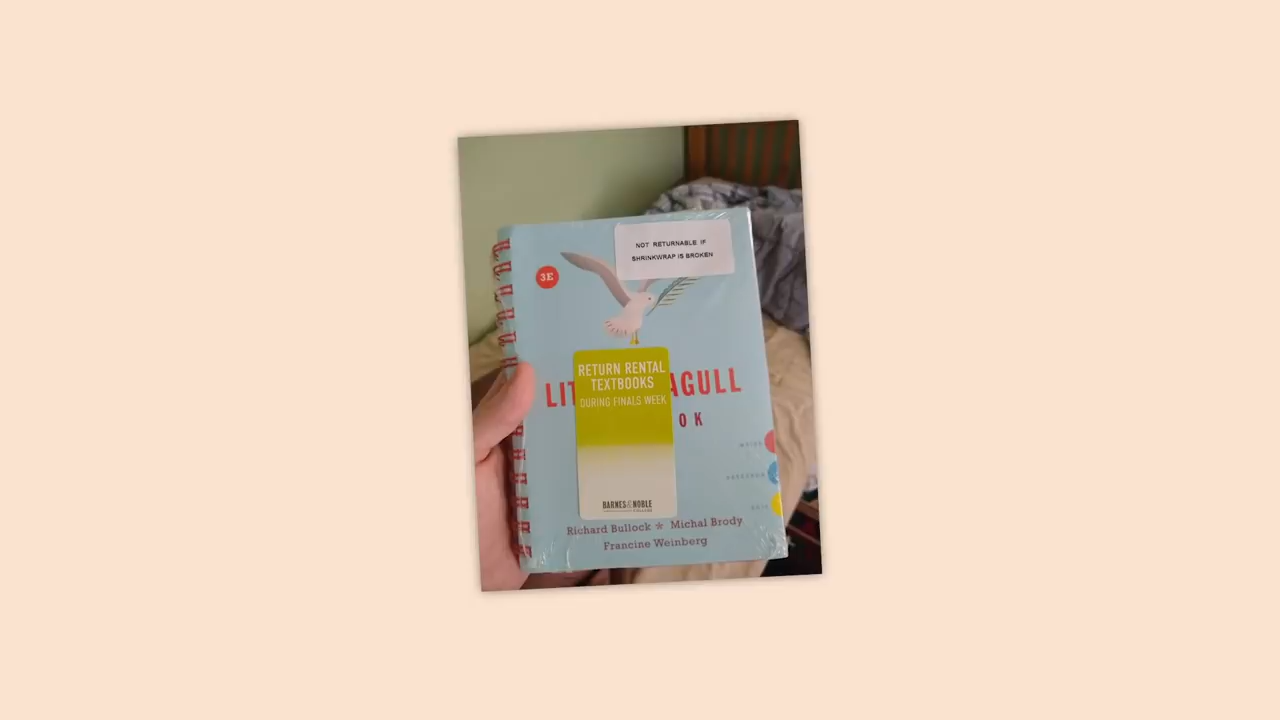 NOT RETURNABLE IF
SHRINKWRAP IS BROKEN
3E
RETURN RENTAL
TEXTBOOKS
DURING FINALS WEEK
LIT AGULL
OK
BARNES & NOBLE
COLLEGE
Richard Bullock * Michal Brody
Francine Weinberg